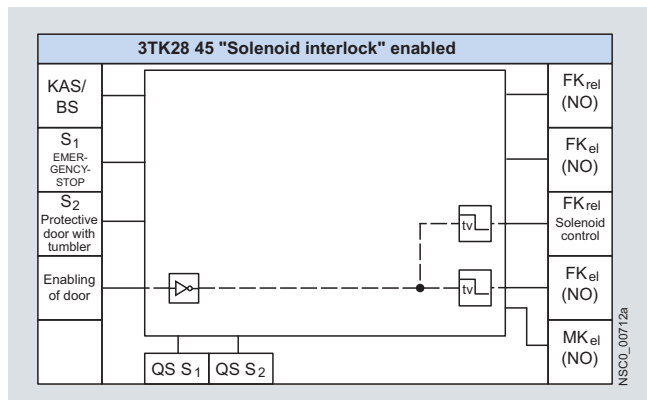 3TK28 45 "Solenoid interlock" enabled
KAS/
BS
S1
EMER-
GENCY-
STOP
S2
Protective
door with
tumbler
Enabling
of door
tv
tv
QS S1
QS S2
FKrel
(NO)
FKel
(NO)
FKrel
Solenoid
control
FKel
(NO)
MKel
(NO)
NSC0_00712a